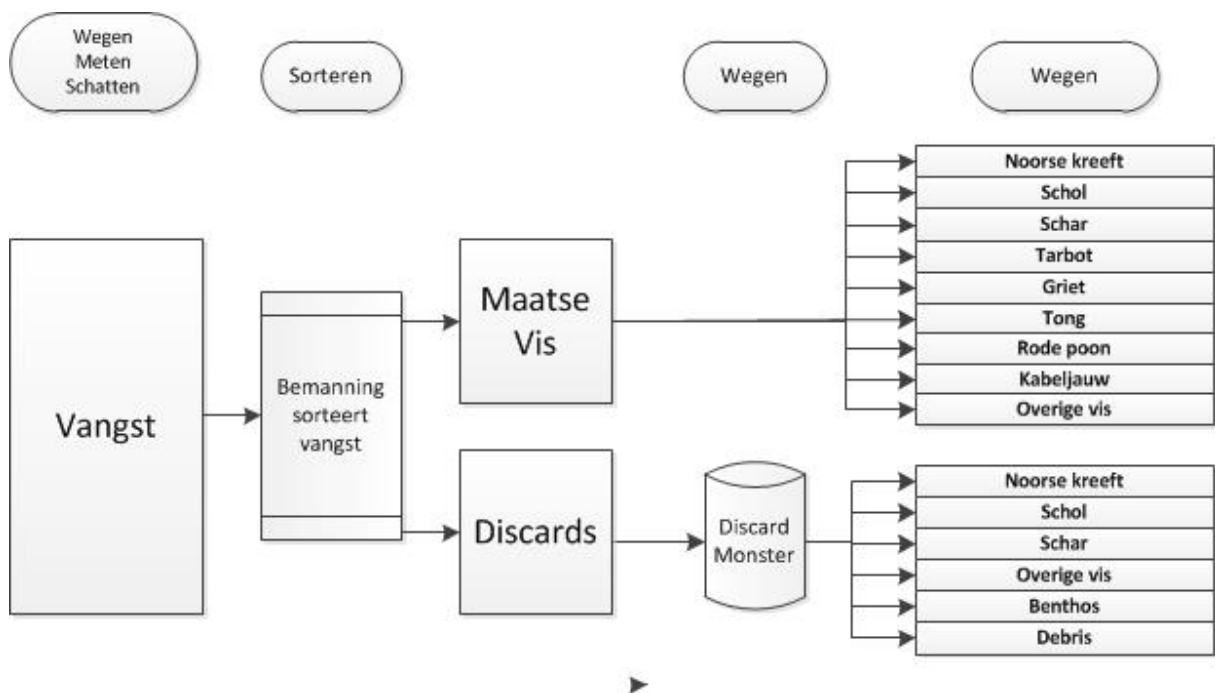 Wegen
Meten
Schatten
Sorteren
Wegen
Wegen
Vangst
Bemanning
sorteert
vangst
Maatse
Vis
Noorse kreeft
Schol
Schar
Tarbot
Griet
Tong
Rode poon
Kabeljauw
Overige vis
Discards
Discard
Monster
Noorse kreeft
Schol
Schar
Overige vis
Benthos
Debris